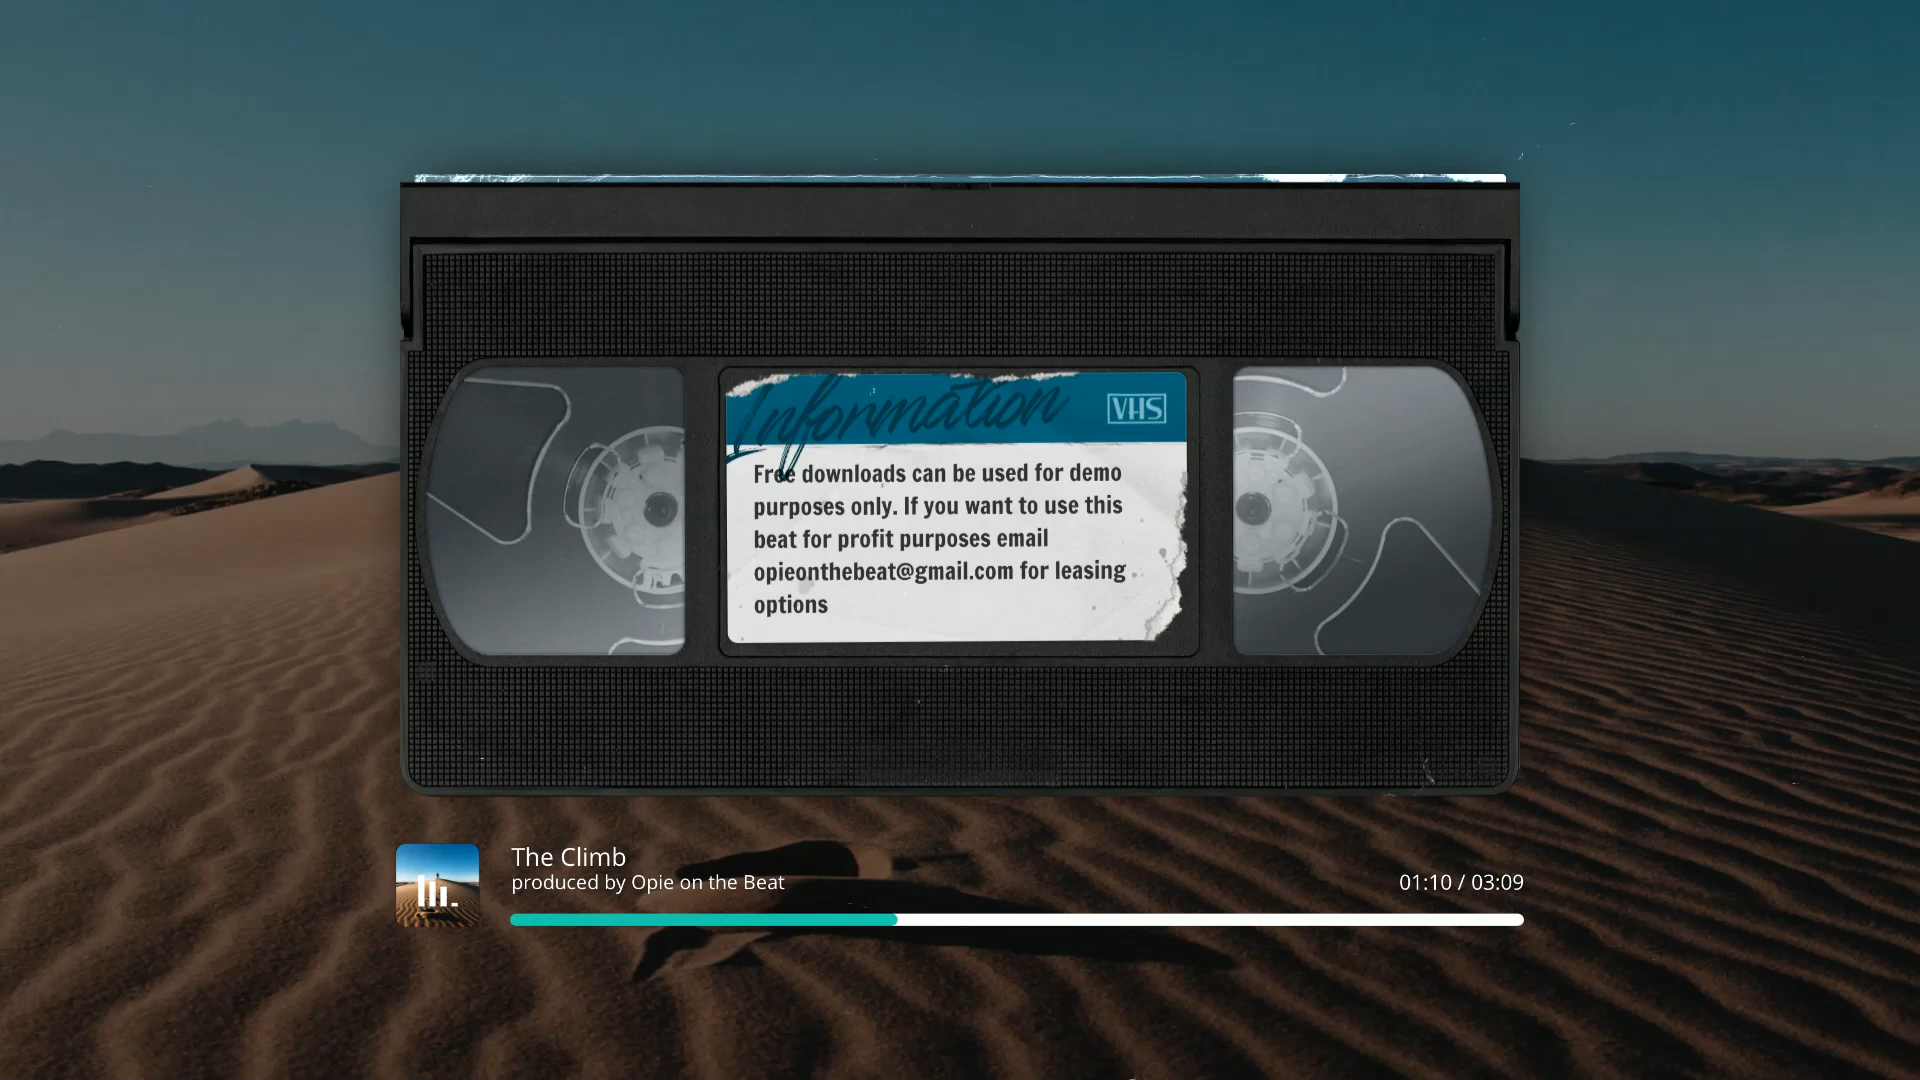 Information
VHS
Free downloads can be used for demo
purposes only. If you want to use this
beat for profit purposes email
opieonthebeat@gmail.com for leasing
options
The Climb
produced by Opie on the Beat
01:10 / 03:09